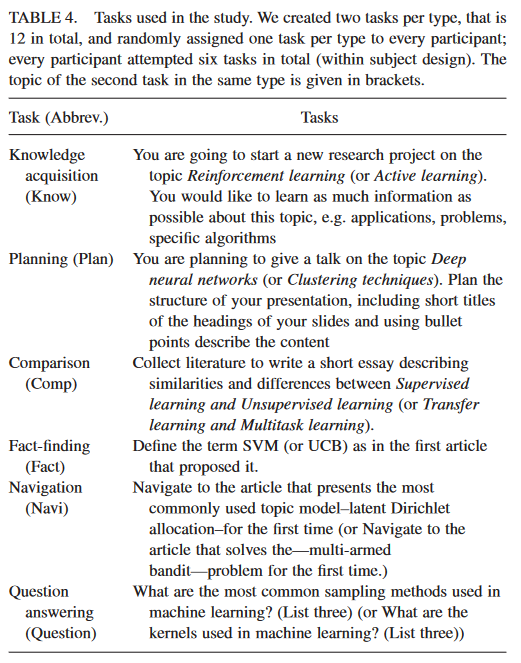 TABLE 4. Tasks used in the study. We created two tasks per type, that is
12 in total, and randomly assigned one task per type to every participant;
every participant attempted six tasks in total (within subject design). The
topic of the second task in the same type is given in brackets.
Task (Abbrev.) Tasks
Knowledge You are going to start a new research project on the
acquisition topic Reinforcement learning (or Active learning).
(Know) You would like to learn as much information as
possible about this topic, e.g. applications, problems,
specific algorithms
Planning (Plan) You are planning to give a talk on the topic Deep
neural networks (or Clustering techniques). Plan the
structure of your presentation, including short titles
of the headings of your slides and using bullet
points describe the content
Comparison Collect literature to write a short essay describing
(Comp) similarities and differences between Supervised
learning and Unsupervised learning (or Transfer
learning and Multitask learning).
Fact-finding Define the term SVM (or UCB) as in the first article
(Fact) that proposed it.
Navigation Navigate to the article that presents the most
(Navi) commonly used topic model–latent Dirichlet
allocation–for the first time (or Navigate to the
article that solves the—multi-armed
bandit—problem for the first time.)
Question What are the most common sampling methods used in
answering machine learning? (List three) (or What are the
(Question) kernels used in machine learning? (List three))